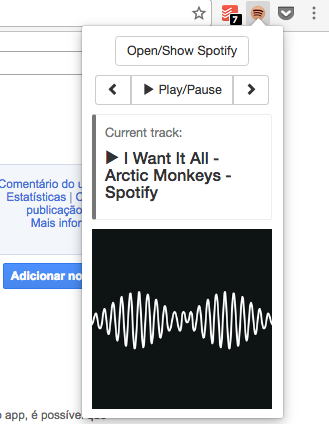 7
Open/Show Spotify
Play/Pause
Current track:
I Want It All -
Arctic Monkeys -
Spotify
Comentário do u
Estatísticas | C
publicação
Mais infor
Adicionar no
o app, é possível que